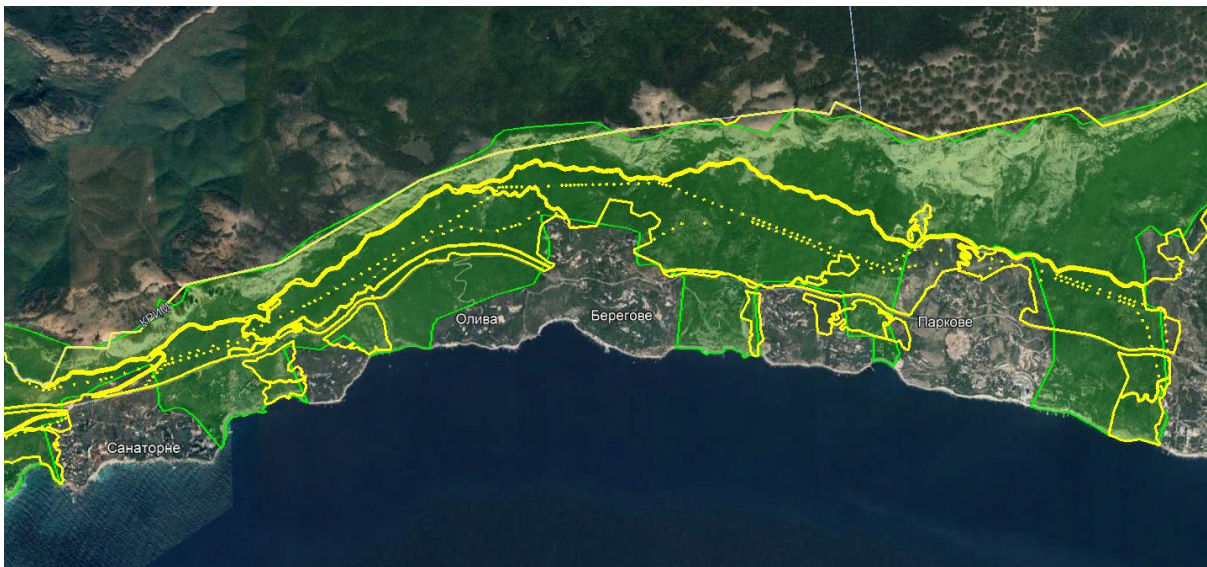 КРИМ
Олива
Берегове
Паркове
Санаторне